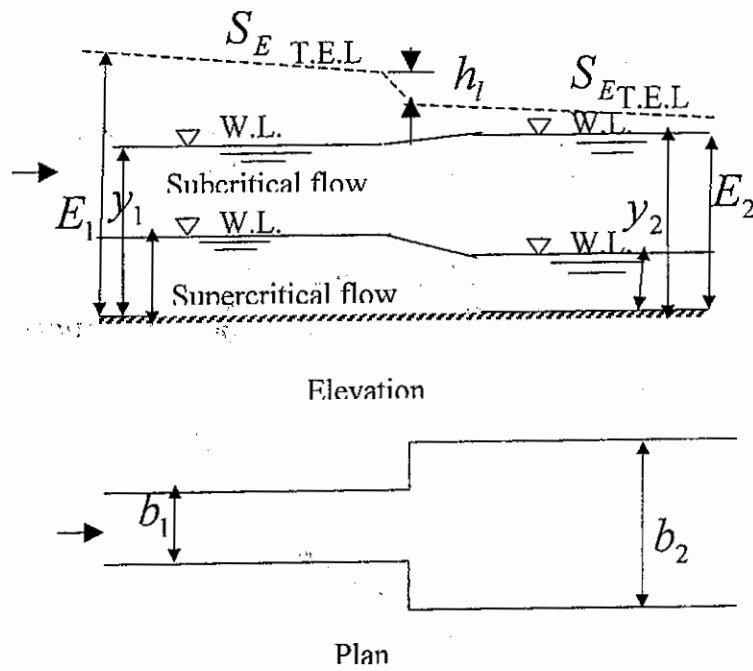 S_E T.E.L
h_l
S_E T.E.L
W.L.
W.L.
Subcritical flow
E_1
y_1
y_2
E_2
W.L.
W.L.
Supercritical flow
Elevation
b_1
b_2
Plan